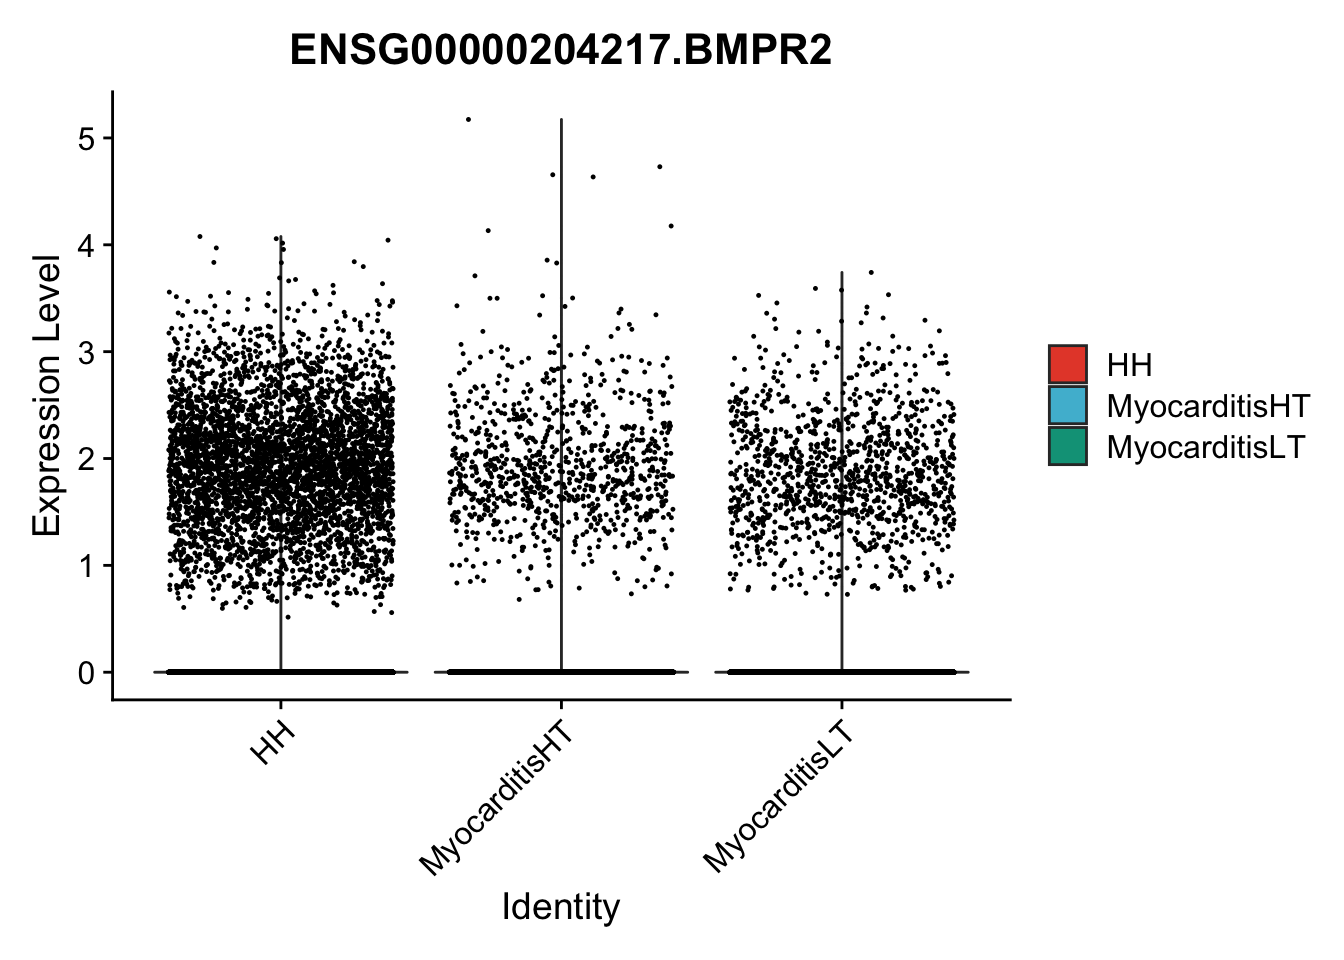 ENSG00000204217.BMPR2
5
4
3
2
1
0
Expression Level
HH
MyocarditisHT
MyocarditisLT
Identity
HH
MyocarditisHT
MyocarditisLT